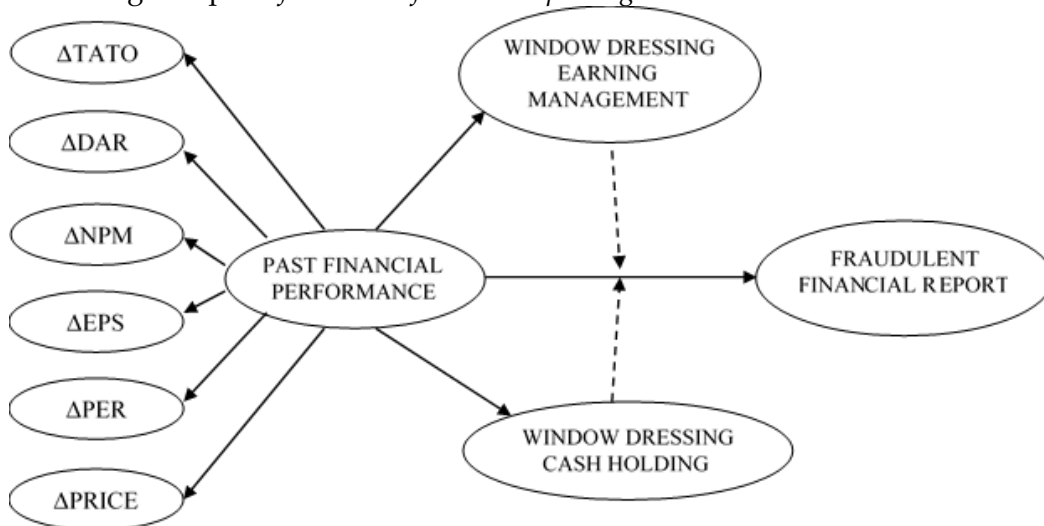 ΔTATO
ΔDAR
ΔNPM
ΔEPS
ΔPER
ΔPRICE
PAST FINANCIAL
PERFORMANCE
WINDOW DRESSING
EARNING
MANAGEMENT
WINDOW DRESSING
CASH HOLDING
FRAUDULENT
FINANCIAL REPORT